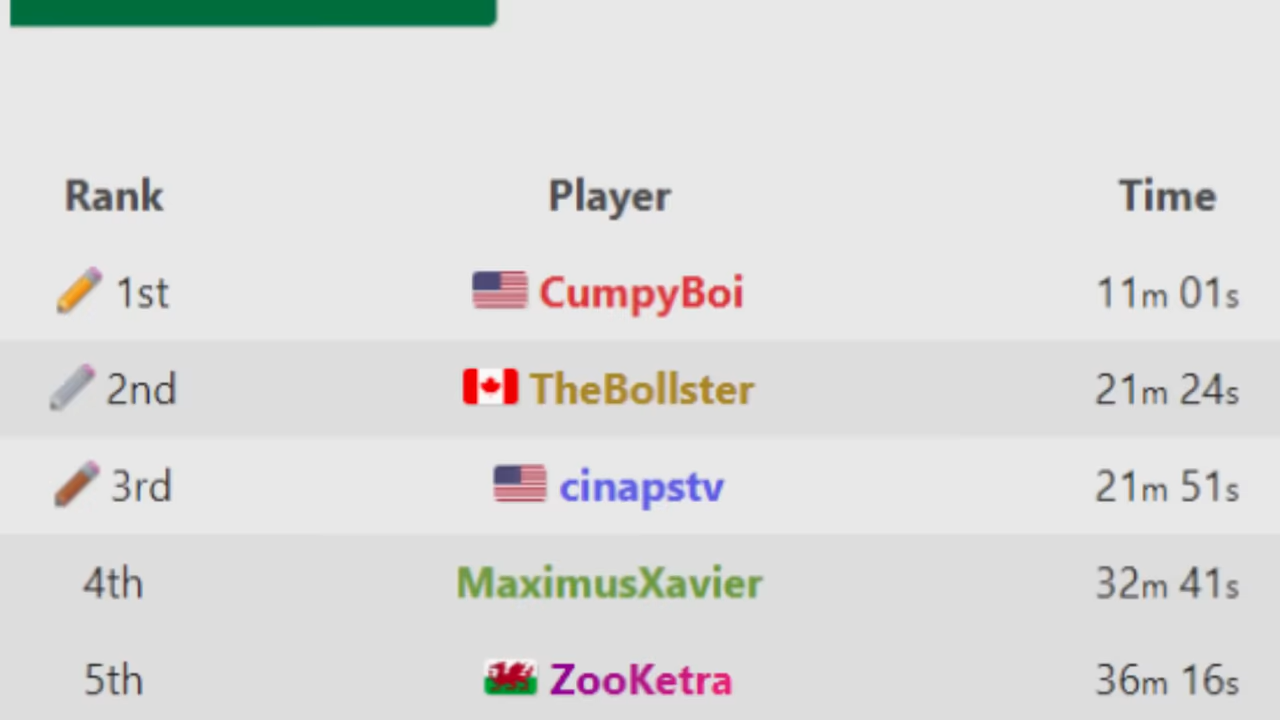 Rank Player Time
1st CumpyBoi 11m 01s
2nd TheBollster 21m 24s
3rd cinapstv 21m 51s
4th MaximusXavier 32m 41s
5th ZooKetra 36m 16s